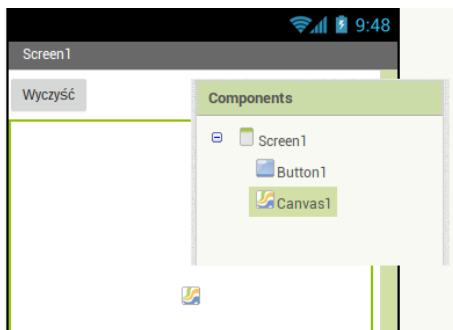 9:48
Screen1
Wyczyść
Components
Screen1
Button1
Canvas1